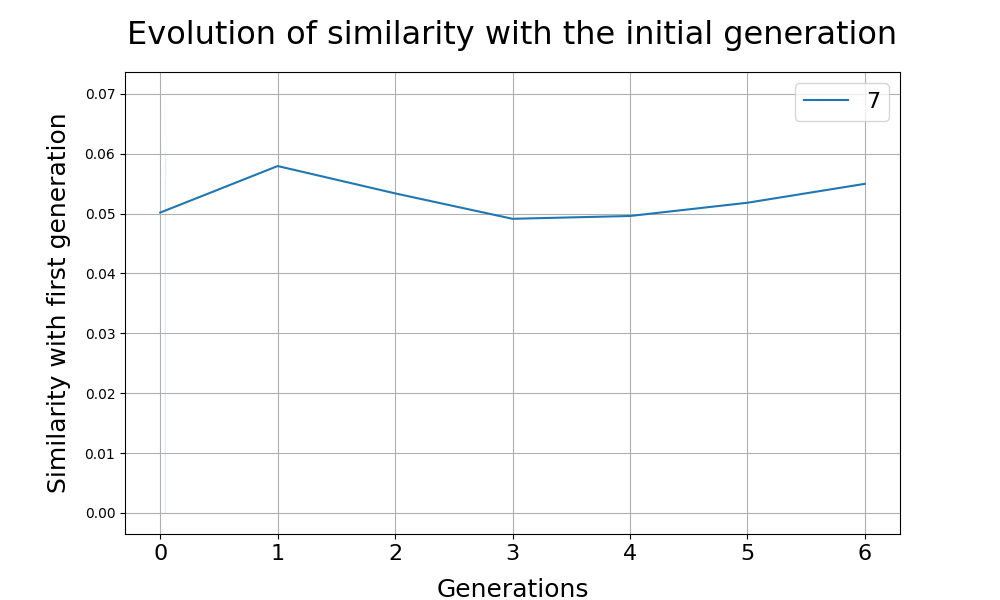 Evolution of similarity with the initial generation
7
Similarity with first generation
0.07
0.06
0.05
0.04
0.03
0.02
0.01
0.00
0 1 2 3 4 5 6
Generations